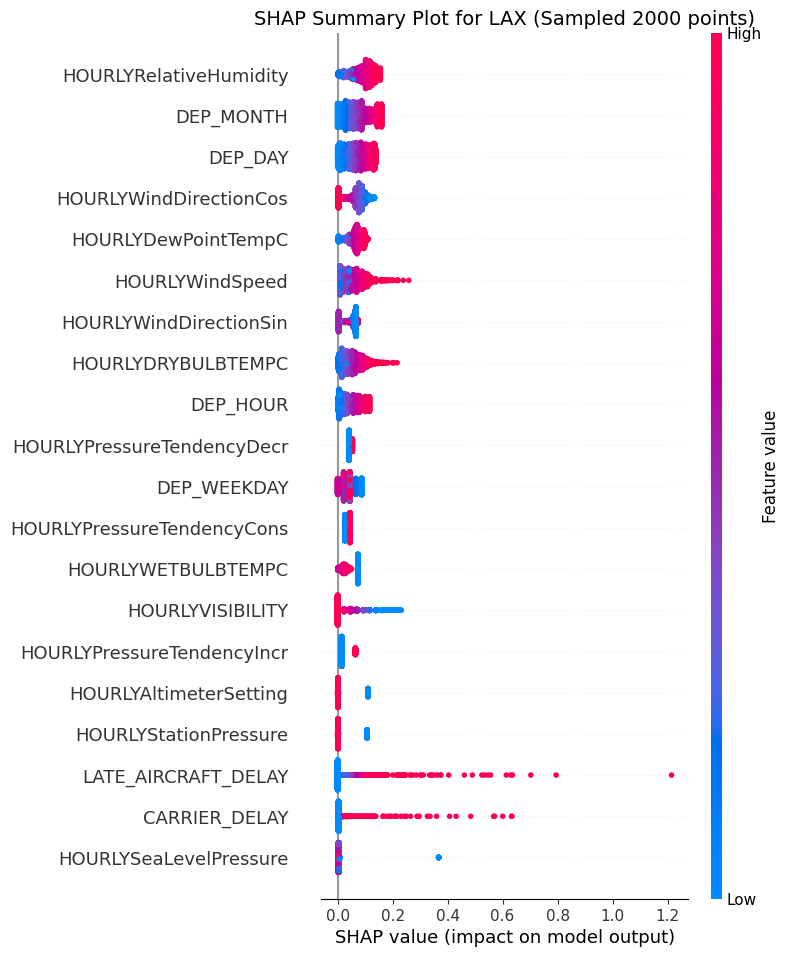 SHAP Summary Plot for LAX (Sampled 2000 points)
High
HOURLYRelativeHumidity
DEP_MONTH
DEP_DAY
HOURLYWindDirectionCos
HOURLYDewPointTempC
HOURLYWindSpeed
HOURLYWindDirectionSin
HOURLYDRYBULBTEMPC
DEP_HOUR
HOURLYPressureTendencyDecr
DEP_WEEKDAY
HOURLYPressureTendencyCons
HOURLYWETBULBTEMPC
HOURLYVISIBILITY
HOURLYPressureTendencyIncr
HOURLYAltimeterSetting
HOURLYStationPressure
LATE_AIRCRAFT_DELAY
CARRIER_DELAY
HOURLYSeaLevelPressure
Feature value
Low
0.0 0.2 0.4 0.6 0.8 1.0 1.2
SHAP value (impact on model output)